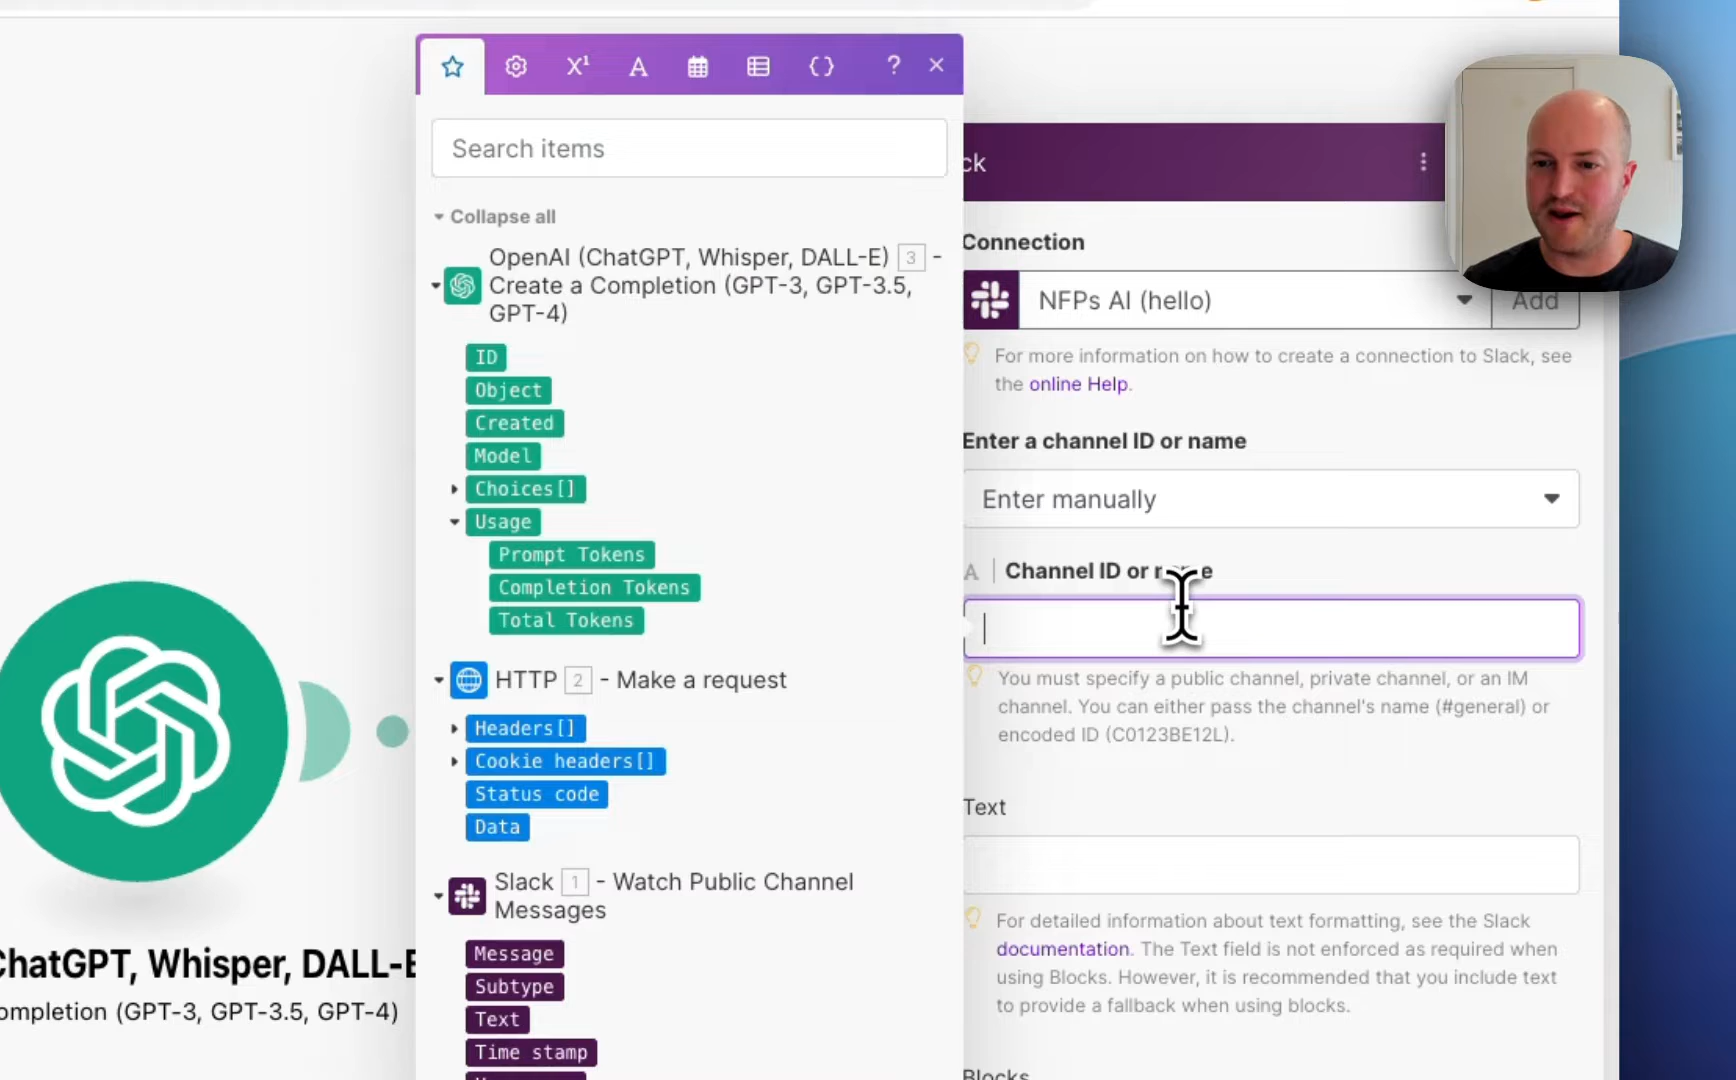 X¹
A
{}
?
×
Search items
Collapse all
OpenAI (ChatGPT, Whisper, DALL-E) 3 -
Create a Completion (GPT-3, GPT-3.5,
GPT-4)
ID
Object
Created
Model
Choices[]
Usage
Prompt Tokens
Completion Tokens
Total Tokens
HTTP 2 - Make a request
Headers[]
Cookie headers[]
Status code
Data
Slack 1 - Watch Public Channel
Messages
Message
Subtype
Text
Time stamp
ck
Connection
NFPs AI (hello)
Add
For more information on how to create a connection to Slack, see
the online Help.
Enter a channel ID or name
Enter manually
A | Channel ID or name
You must specify a public channel, private channel, or an IM
channel. You can either pass the channel's name (#general) or
encoded ID (C0123BE12L).
Text
For detailed information about text formatting, see the Slack
documentation. The Text field is not enforced as required when
using Blocks. However, it is recommended that you include text
to provide a fallback when using blocks.
Blocks
ChatGPT, Whisper, DALL-E
ompletion (GPT-3, GPT-3.5, GPT-4)